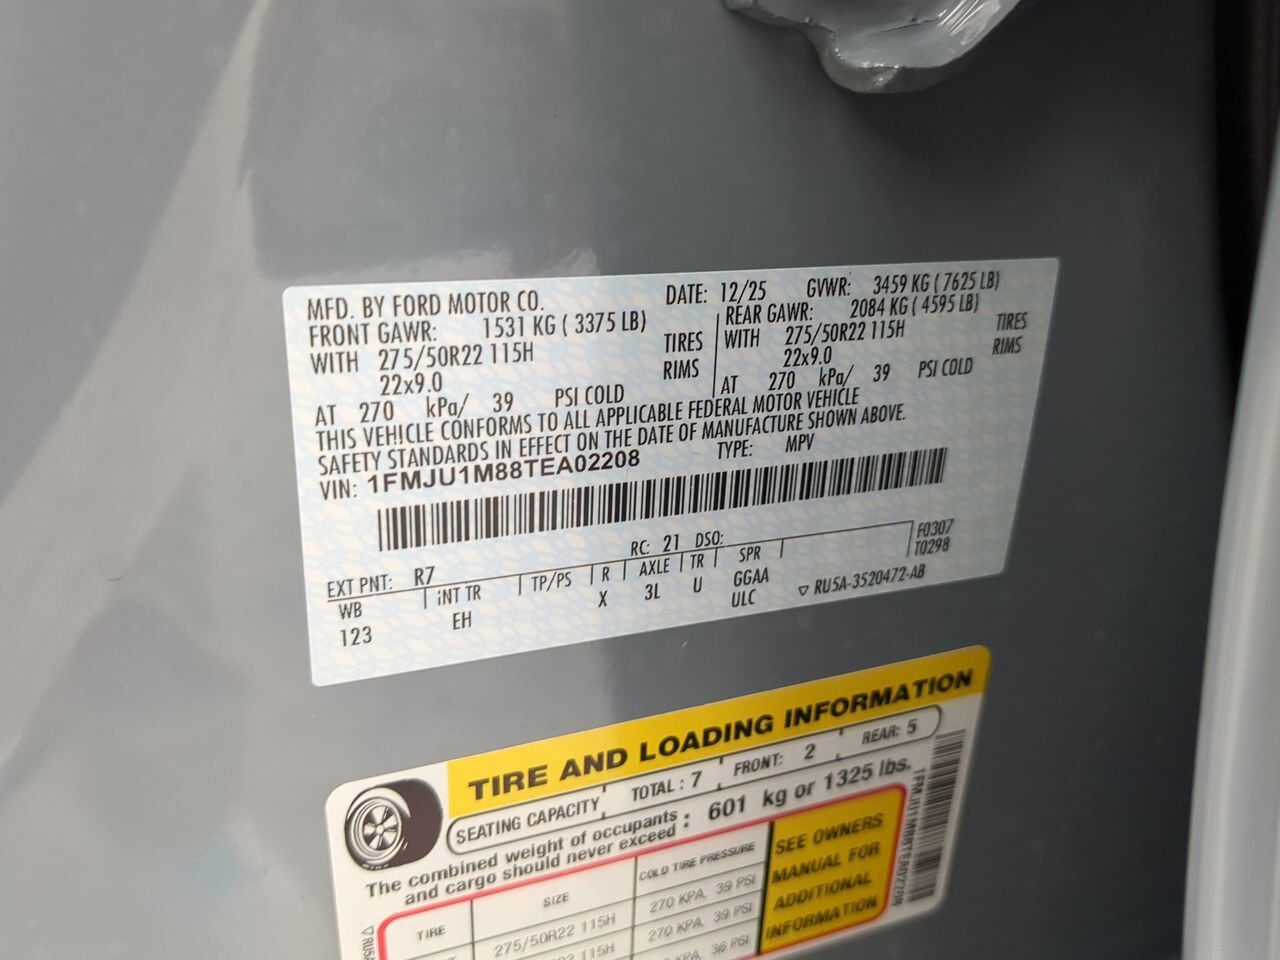 MFD. BY FORD MOTOR CO.
DATE: 12/25 GVWR: 3459 KG ( 7625 LB)
FRONT GAWR: 1531 KG ( 3375 LB)
REAR GAWR: 2084 KG ( 4595 LB)
WITH 275/50R22 115H TIRES
WITH 275/50R22 115H TIRES
22x9.0 RIMS
22x9.0 RIMS
AT 270 kPa/ 39 PSI COLD
AT 270 kPa/ 39 PSI COLD
THIS VEHICLE CONFORMS TO ALL APPLICABLE FEDERAL MOTOR VEHICLE
SAFETY STANDARDS IN EFFECT ON THE DATE OF MANUFACTURE SHOWN ABOVE.
VIN: 1FMJU1M88TEA02208 TYPE: MPV
EXT PNT: R7 RC: 21 DSO: F0307
T0298
WB INT TR TP/PS R AXLE TR SPR
123 EH X 3L U GGAA
ULC ▽ RU5A-3520472-AB
TIRE AND LOADING INFORMATION
SEATING CAPACITY TOTAL : 7 FRONT: 2 REAR: 5
The combined weight of occupants : 601 kg or 1325 lbs.
and cargo should never exceed
TIRE SIZE COLD TIRE PRESSURE
275/50R22 115H 270 KPA, 39 PSI
115H 270 KPA, 39 PSI
KPA, 36 PSI
SEE OWNERS
MANUAL FOR
ADDITIONAL
INFORMATION